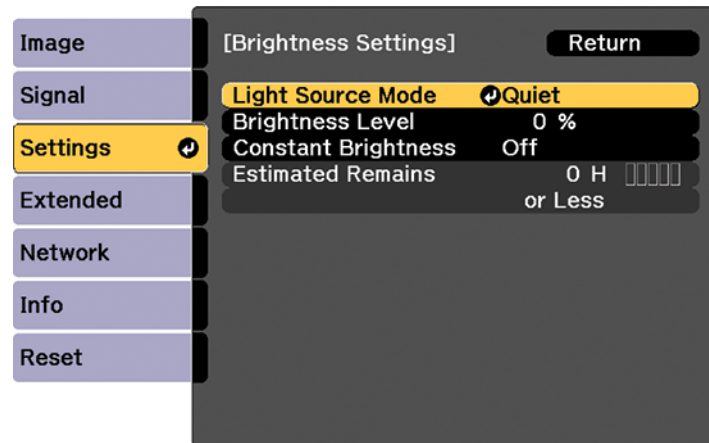 Image
Signal
Settings
Extended
Network
Info
Reset
[Brightness Settings]
Return
Light Source Mode Quiet
Brightness Level 0 %
Constant Brightness Off
Estimated Remains 0 H
or Less